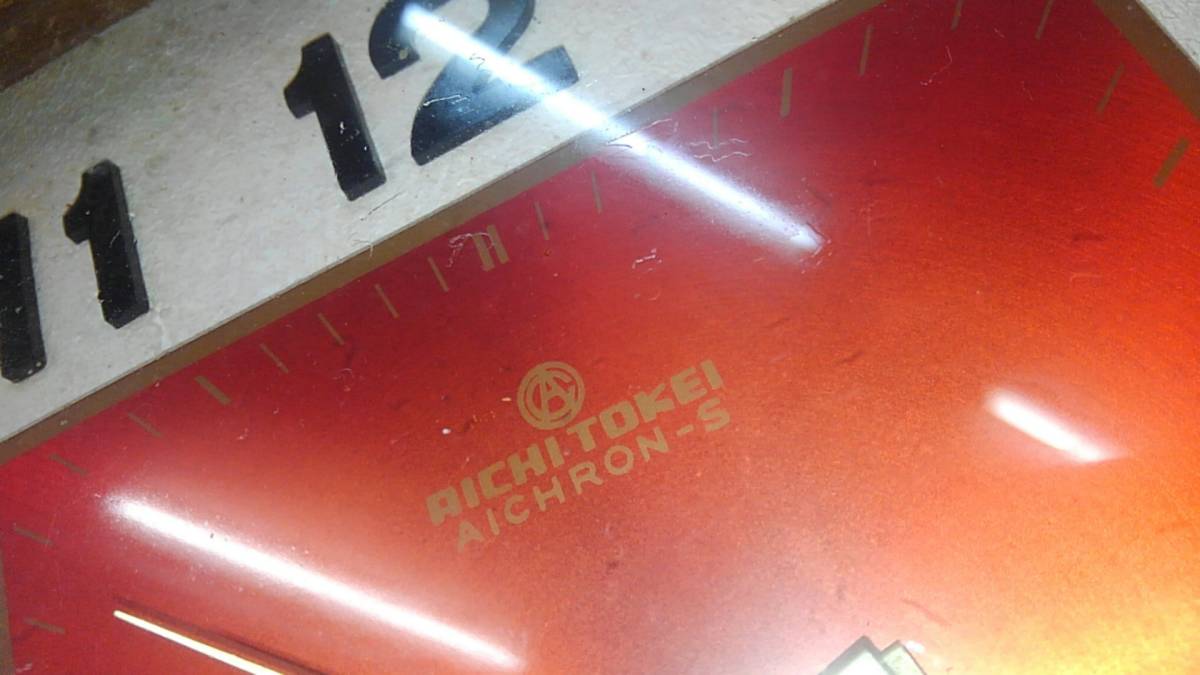 12
11
AICHI TOKEI
AICHRON-S